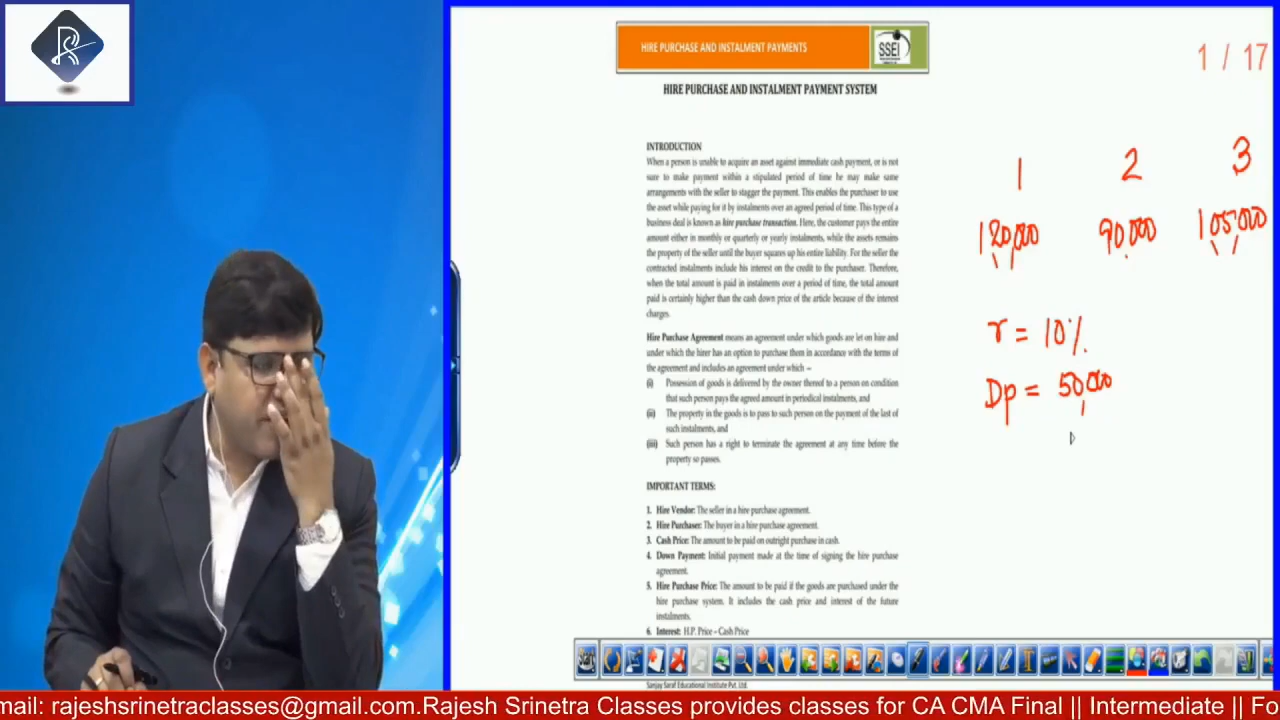 HIRE PURCHASE AND INSTALMENT PAYMENTS
SSEI
1 / 17
HIRE PURCHASE AND INSTALMENT PAYMENT SYSTEM
INTRODUCTION
When a person is unable to acquire an asset against immediate cash payment, or is not
sure to make payment within a stipulated period of time he may make same
arrangements with the seller to stagger the payment. This enables the purchaser to use
the asset while paying for it by instalments over an agreed period of time. This type of a
business deal is known as hire purchase transaction. Here, the customer pays the entire
amount either in monthly or quarterly or yearly instalments, while the assets remains
the property of the seller until the buyer squares up his entire liability. For the seller the
contracted instalments include his interest on the credit to the purchaser. Therefore,
when the total amount is paid in instalments over a period of time, the total amount
paid is certainly higher than the cash down price of the article because of the interest
charges.
Hire Purchase Agreement means an agreement under which goods are let on hire and
under which the hirer has an option to purchase them in accordance with the terms of
the agreement and includes an agreement under which –
(i) Possession of goods is delivered by the owner thereof to a person on condition
that such person pays the agreed amount in periodical instalments, and
(ii) The property in the goods is to pass to such person on the payment of the last of
such instalments, and
(iii) Such person has a right to terminate the agreement at any time before the
property so passes.
IMPORTANT TERMS:
1. Hire Vendor: The seller in a hire purchase agreement.
2. Hire Purchaser: The buyer in a hire purchase agreement.
3. Cash Price: The amount to be paid on outright purchase in cash.
4. Down Payment: Initial payment made at the time of signing the hire purchase
agreement.
5. Hire Purchase Price: The amount to be paid if the goods are purchased under the
hire purchase system. It includes the cash price and interest of the future
instalments.
6. Interest: H.P. Price – Cash Price
1 2 3
120,000 90,000 105,000
r = 10%
Dp = 50,000
Sanjay Saraf Educational Institute Pvt. Ltd.
mail: rajeshsrinetraclasses@gmail.com.Rajesh Srinetra Classes provides classes for CA CMA Final || Intermediate || Fo